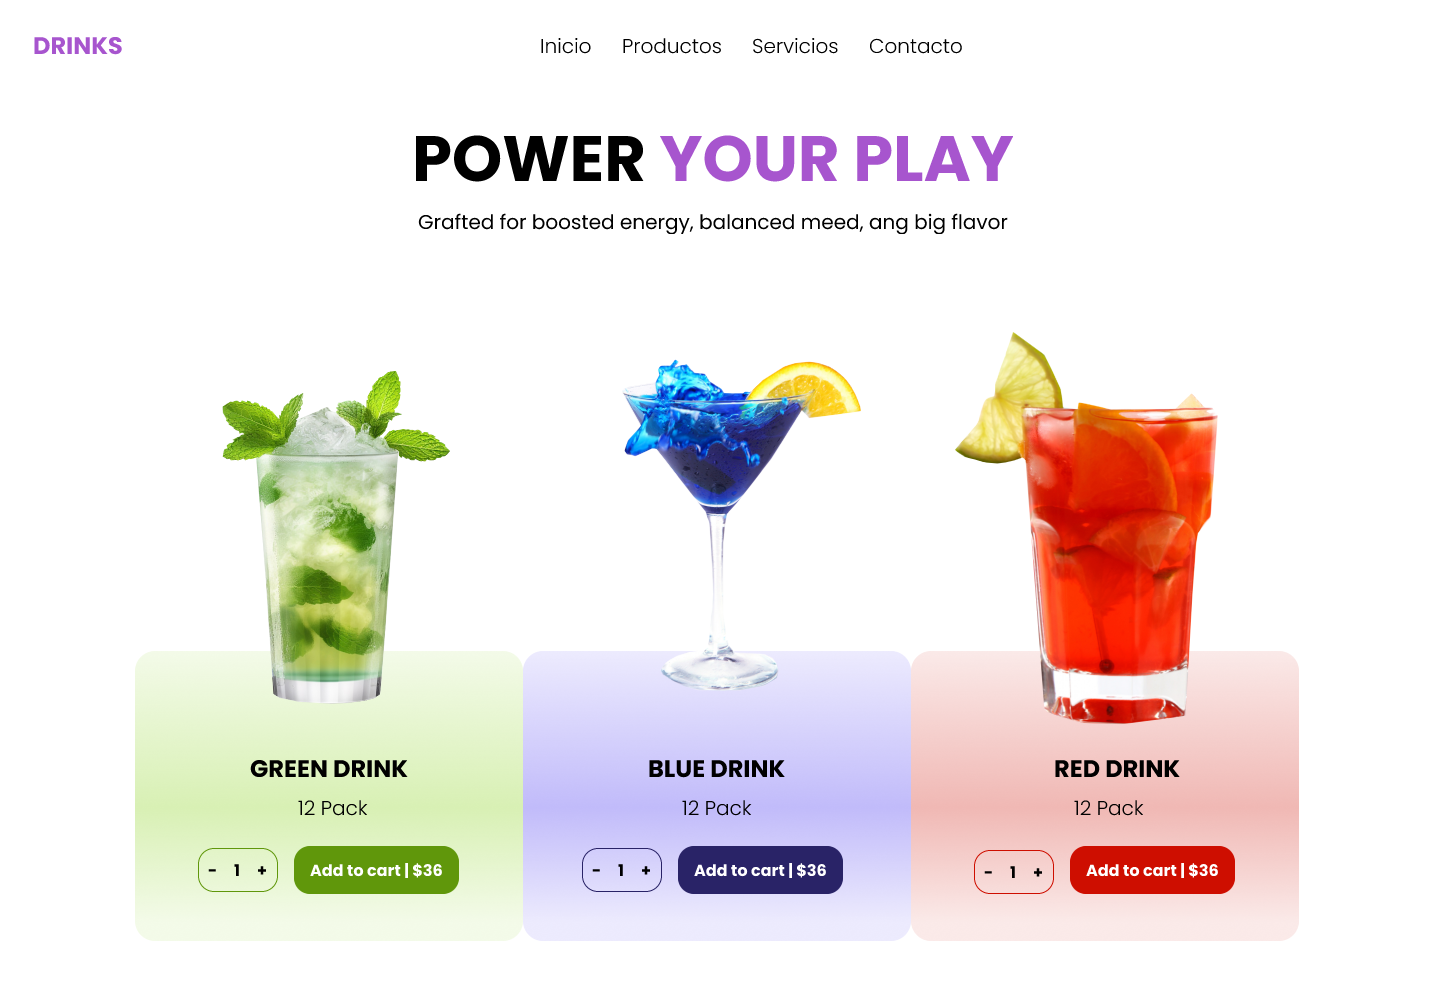 DRINKS
Inicio Productos Servicios Contacto
POWER YOUR PLAY
Grafted for boosted energy, balanced meed, ang big flavor
GREEN DRINK
12 Pack
- 1 + Add to cart | $36
BLUE DRINK
12 Pack
- 1 + Add to cart | $36
RED DRINK
12 Pack
- 1 + Add to cart | $36